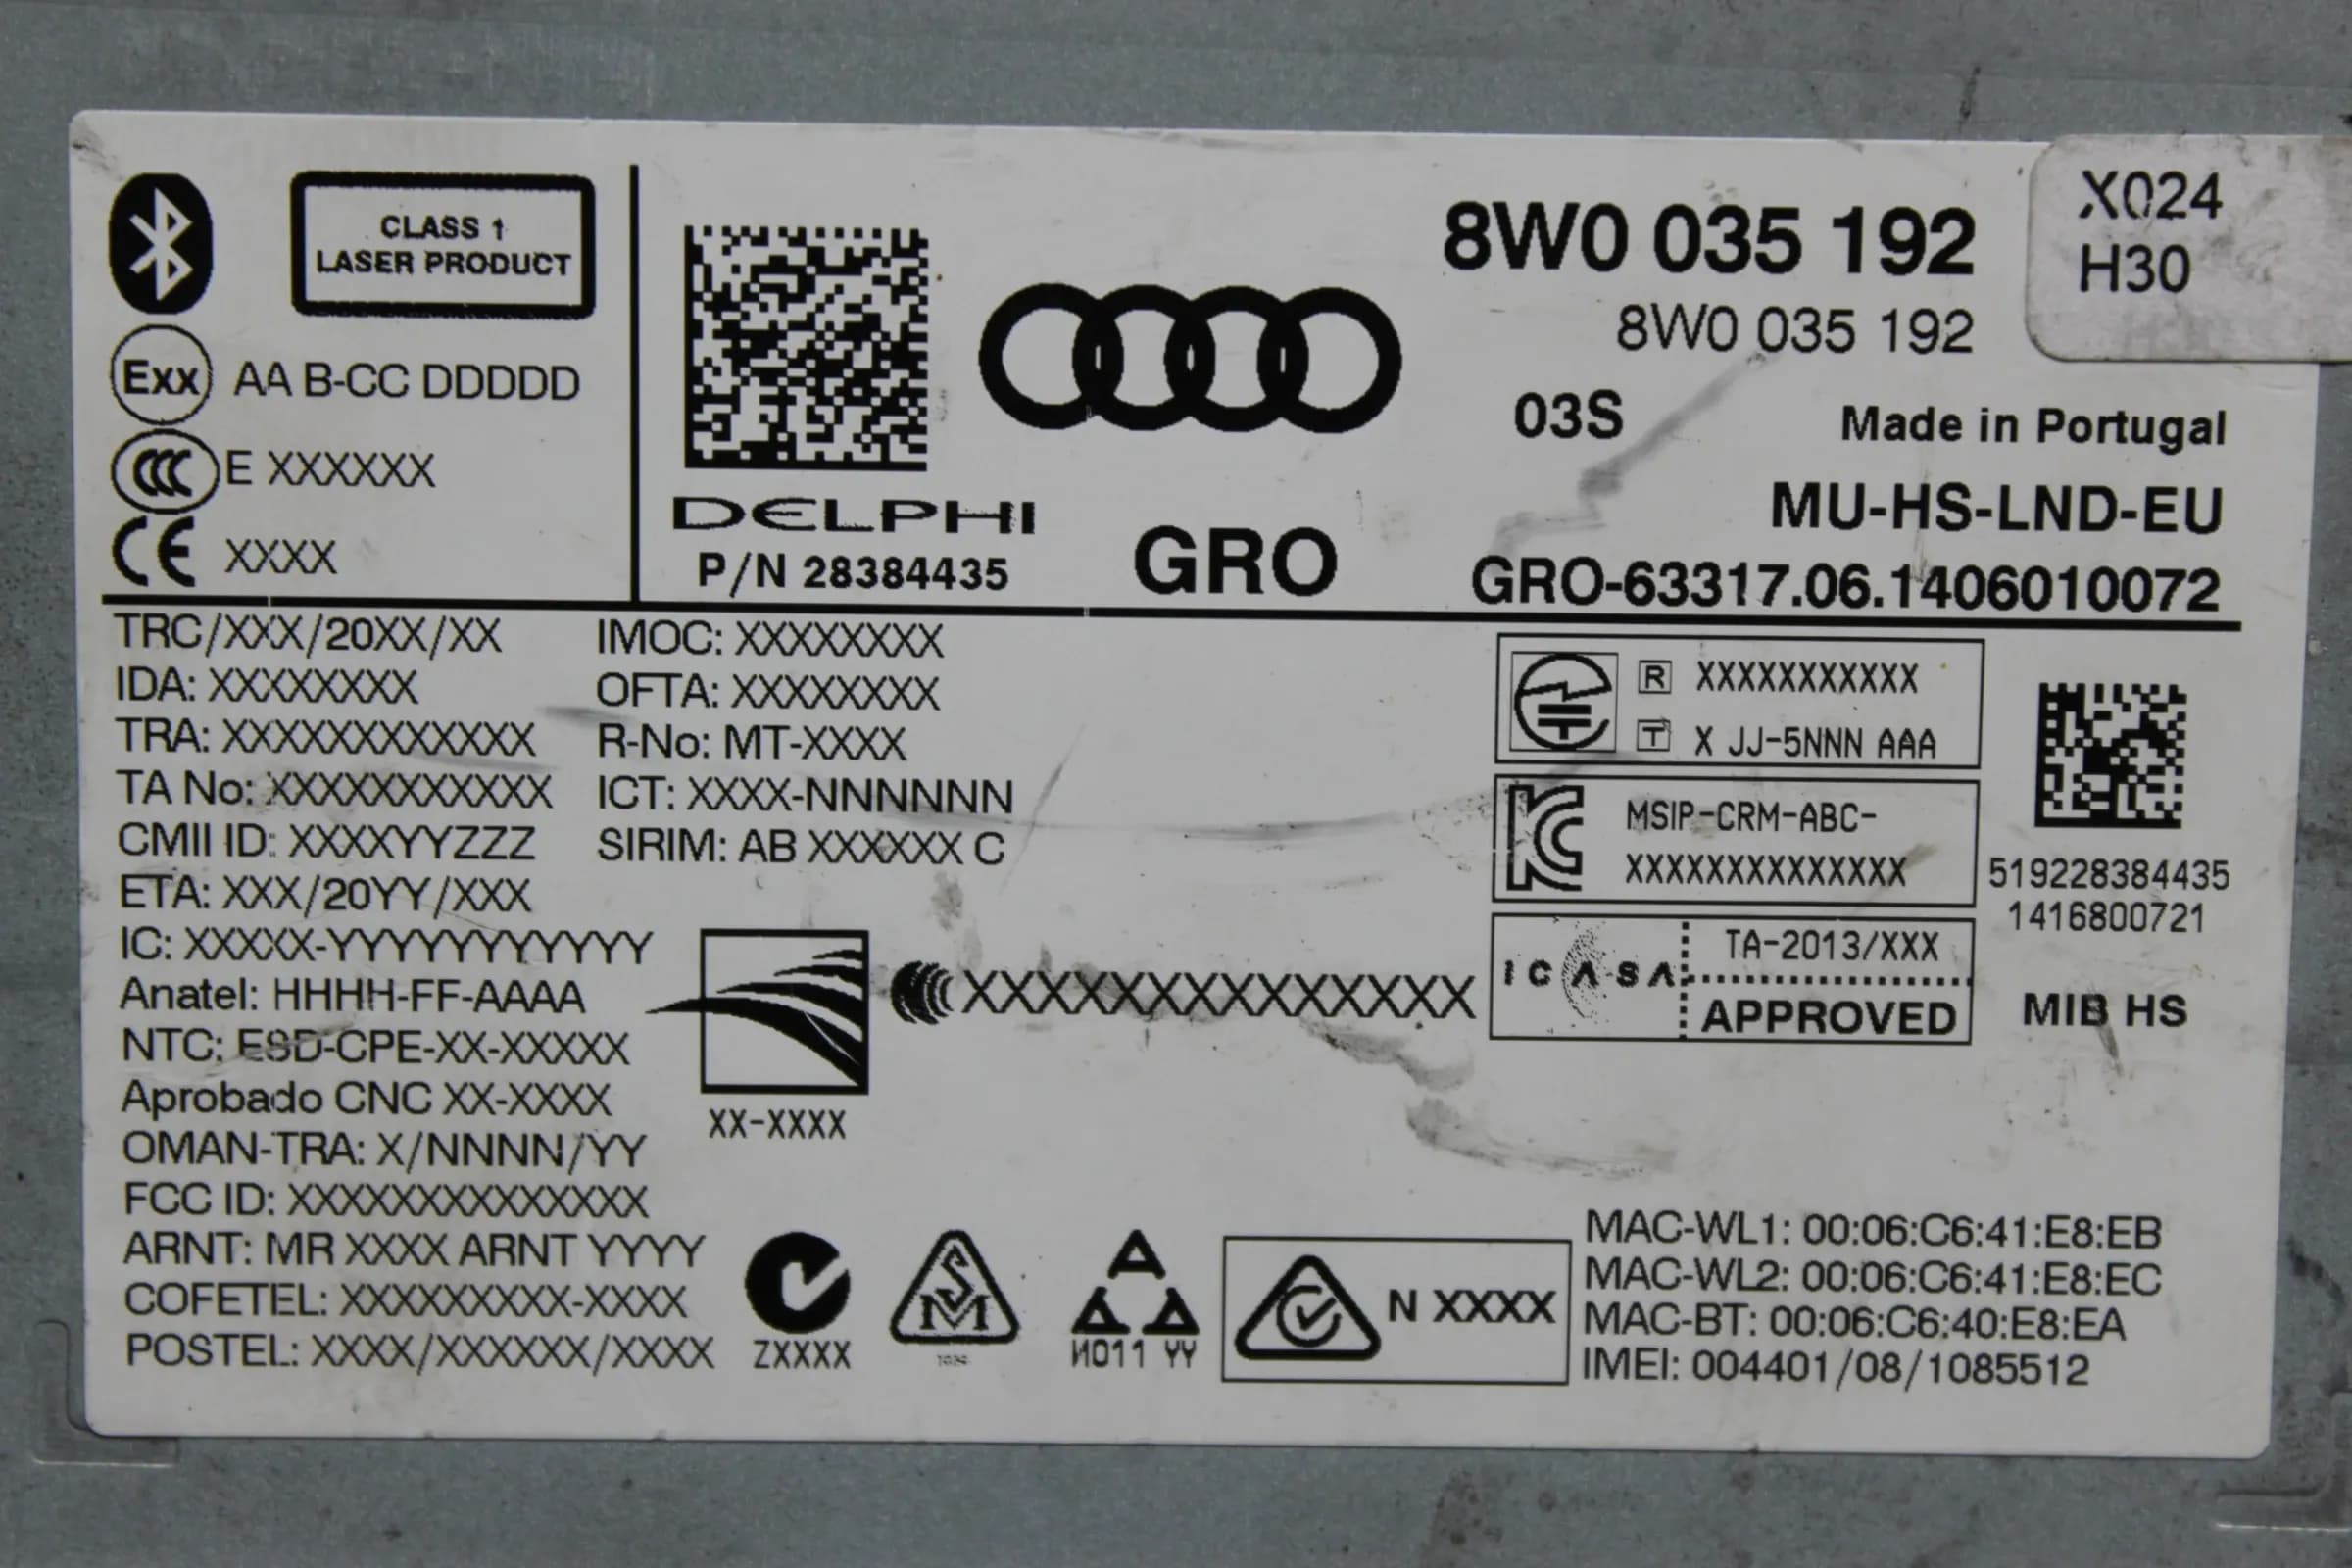 CLASS 1
LASER PRODUCT
Exx AA B-CC DDDDD
CCC E XXXXXX
CE XXXX
DELPHI
P/N 28384435
GRO
8W0 035 192
8W0 035 192
X024
H30
03S
Made in Portugal
MU-HS-LND-EU
GRO-63317.06.1406010072
TRC/XXX/20XX/XX
IDA: XXXXXXXX
TRA: XXXXXXXXXXXX
TA No: XXXXXXXXXXX
CMII ID: XXXXYYZZZ
ETA: XXX/20YY/XXX
IC: XXXXX-YYYYYYYYYYYY
Anatel: HHHH-FF-AAAA
NTC: ESD-CPE-XX-XXXXX
Aprobado CNC XX-XXXX
OMAN-TRA: X/NNNN/YY
FCC ID: XXXXXXXXXXXXXX
ARNT: MR XXXX ARNT YYYY
COFETEL: XXXXXXXXX-XXXX
POSTEL: XXXX/XXXXXX/XXXX
IMOC: XXXXXXXX
OFTA: XXXXXXXX
R-No: MT-XXXX
ICT: XXXX-NNNNNN
SIRIM: AB XXXXXX C
XX-XXXX
XXXXXXXXXXXXXX
R XXXXXXXXXXX
T X JJ-5NNN AAA
MSIP-CRM-ABC-
XXXXXXXXXXXXXX
ICASA
TA-2013/XXX
APPROVED
519228384435
1416800721
MIB HS
ZXXXX
SM
И011 YY
N XXXX
MAC-WL1: 00:06:C6:41:E8:EB
MAC-WL2: 00:06:C6:41:E8:EC
MAC-BT: 00:06:C6:40:E8:EA
IMEI: 004401/08/1085512